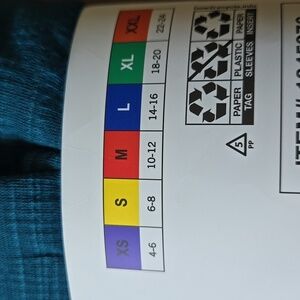 XXL 22-24
XL 18-20
L 14-16
M 10-12
S 6-8
XS 4-6
PAPER PLASTIC PAPER
TAG SLEEVES INSERT
5
PP